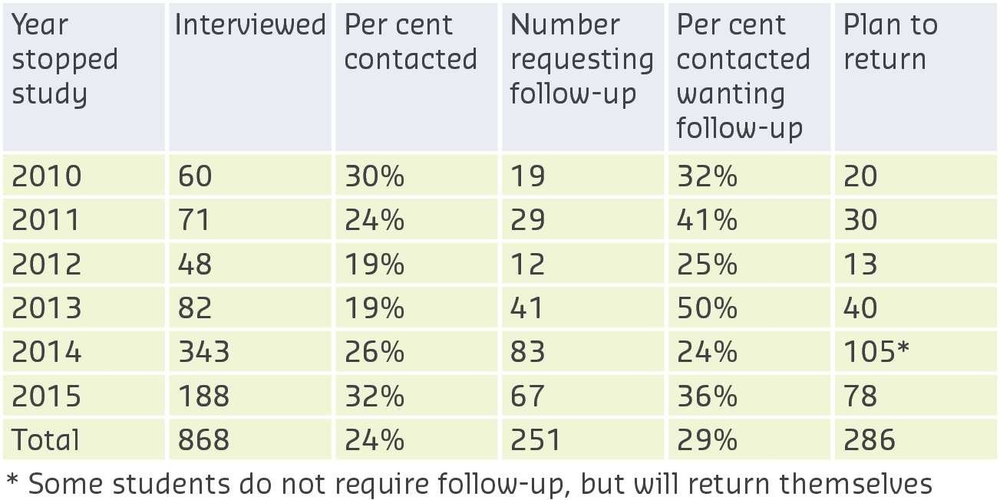 Year stopped study | Interviewed | Per cent contacted | Number requesting follow-up | Per cent contacted wanting follow-up | Plan to return
2010 | 60 | 30% | 19 | 32% | 20
2011 | 71 | 24% | 29 | 41% | 30
2012 | 48 | 19% | 12 | 25% | 13
2013 | 82 | 19% | 41 | 50% | 40
2014 | 343 | 26% | 83 | 24% | 105*
2015 | 188 | 32% | 67 | 36% | 78
Total | 868 | 24% | 251 | 29% | 286
* Some students do not require follow-up, but will return themselves